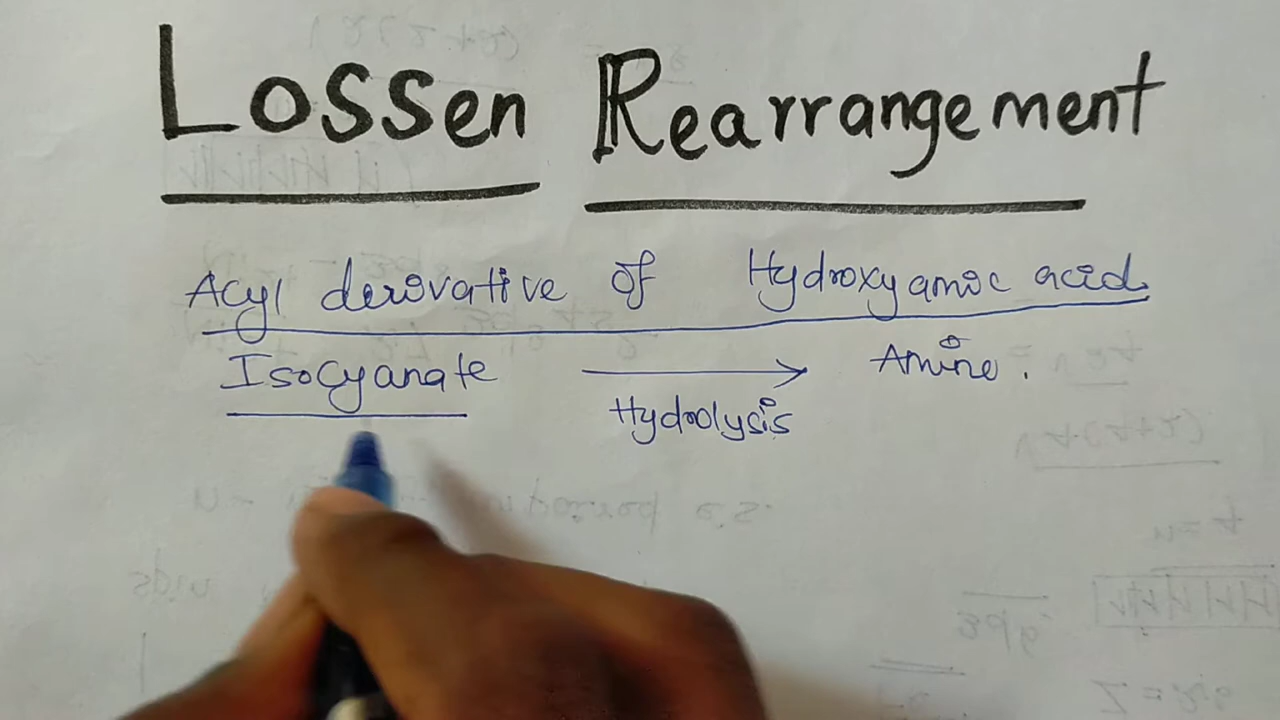 Lossen Rearrangement
Acyl derivative of Hydroxyamic acid
Isocyanate → Amine.
Hydrolysis